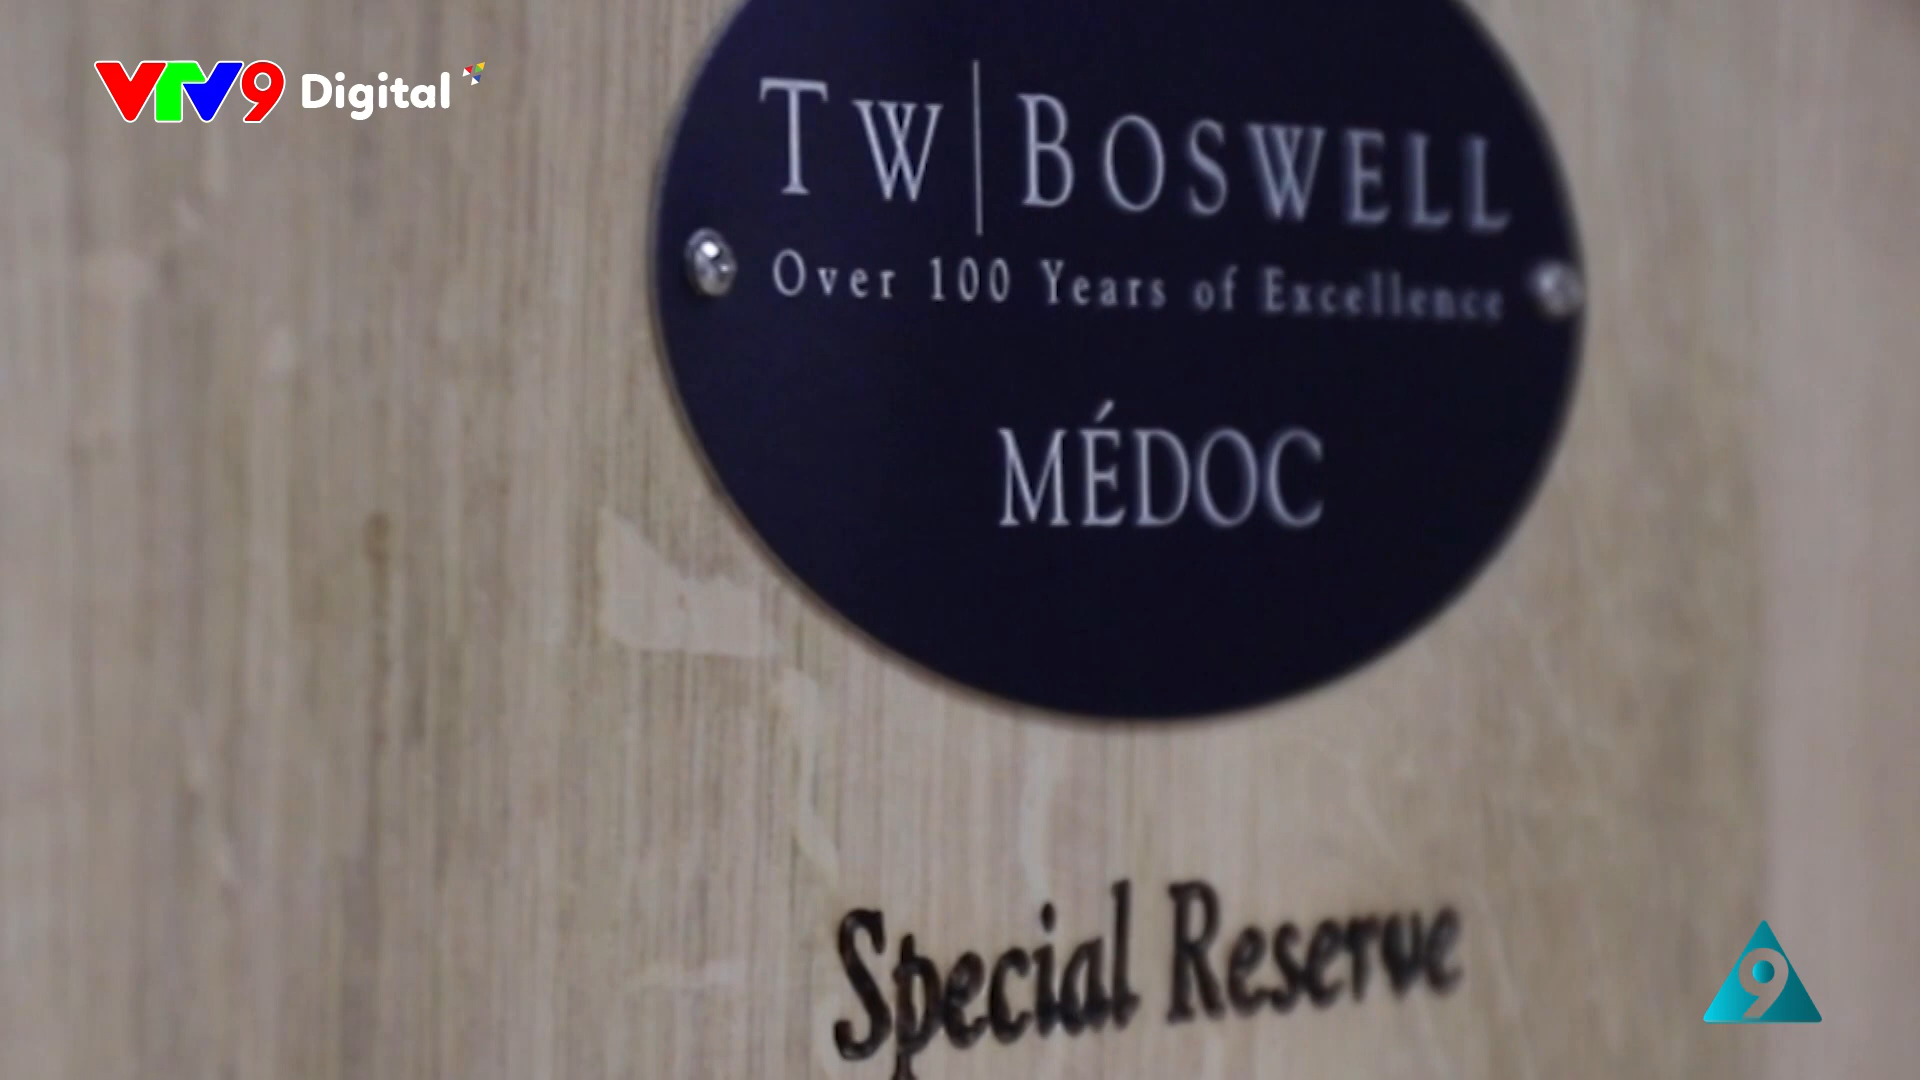 VTV9 Digital
TW|BOSWELL
Over 100 Years of Excellence
MÉDOC
Special Reserve
9